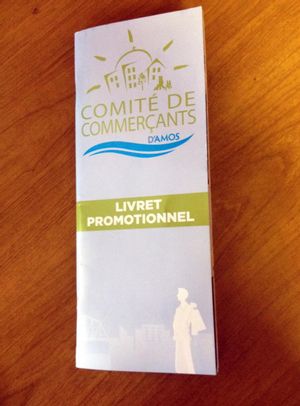 COMITÉ DE
COMMERÇANTS
D'AMOS
LIVRET
PROMOTIONNEL